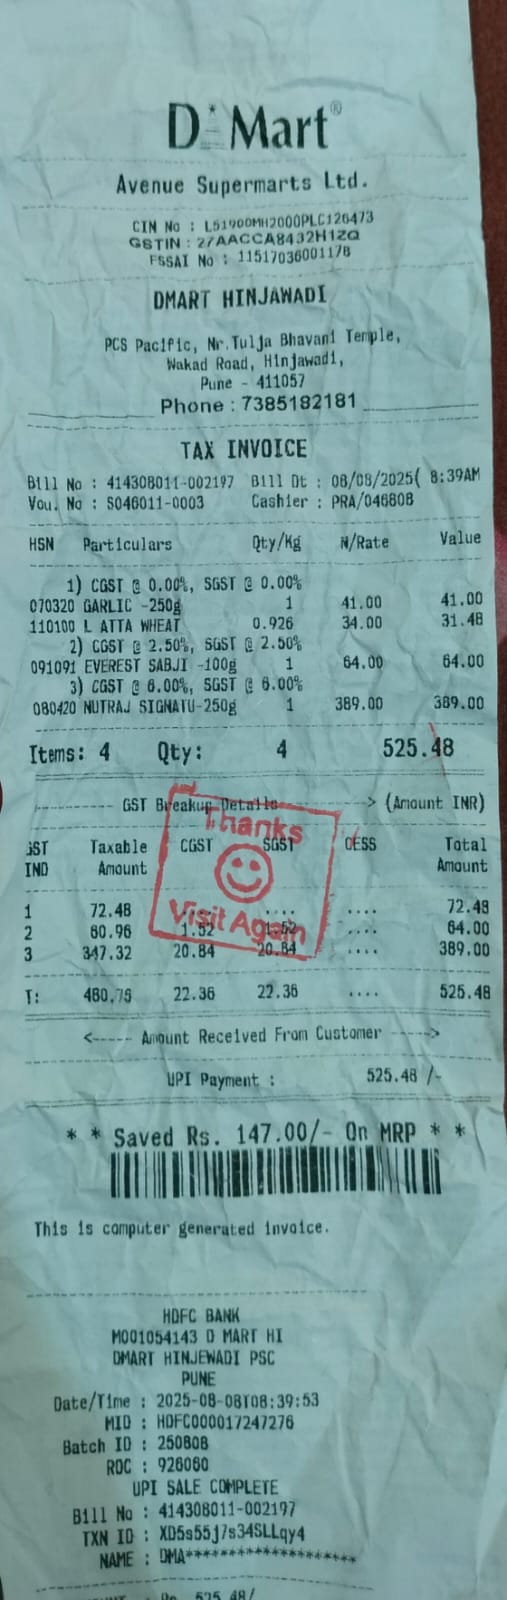 D*Mart®
Avenue Supermarts Ltd.
CIN No : L51900MH2000PLC126473
GSTIN : 27AACCA8432H1ZQ
FSSAI No : 11517036001178
DMART HINJAWADI
PCS Pacific, Nr.Tulja Bhavani Temple,
Wakad Road, Hinjawadi,
Pune - 411057
Phone : 7385182181
TAX INVOICE
Bill No : 414308011-002197 Bill Dt : 08/08/2025( 8:39AM
Vou. No : S046011-0003 Cashier : PRA/046808
HSN Particulars Qty/Kg N/Rate Value
1) CGST @ 0.00%, SGST @ 0.00%
070320 GARLIC -250g 1 41.00 41.00
110100 L ATTA WHEAT 0.926 34.00 31.48
2) CGST @ 2.50%, SGST @ 2.50%
091091 EVEREST SABJI -100g 1 64.00 64.00
3) CGST @ 6.00%, SGST @ 6.00%
080420 NUTRAJ SIGNATU-250g 1 389.00 389.00
Items: 4 Qty: 4 525.48
<------- GST Breakup Details -------> (Amount INR)
GST Taxable CGST SGST CESS Total
IND Amount Amount
1 72.48 .... .... 72.48
2 60.96 1.52 1.52 .... 64.00
3 347.32 20.84 20.84 .... 389.00
T: 480.76 22.36 22.36 .... 525.48
Thanks
Visit Again
<----- Amount Received From Customer ----->
UPI Payment : 525.48 /-
* * Saved Rs. 147.00/- On MRP * *
This is computer generated invoice.
HDFC BANK
M001054143 D MART HI
DMART HINJEWADI PSC
PUNE
Date/Time : 2025-08-08T08:39:53
MID : HDFC000017247276
Batch ID : 250808
ROC : 926060
UPI SALE COMPLETE
Bill No : 414308011-002197
TXN ID : XD5s55j7s34SLLqy4
NAME : DMA********************
525.48/